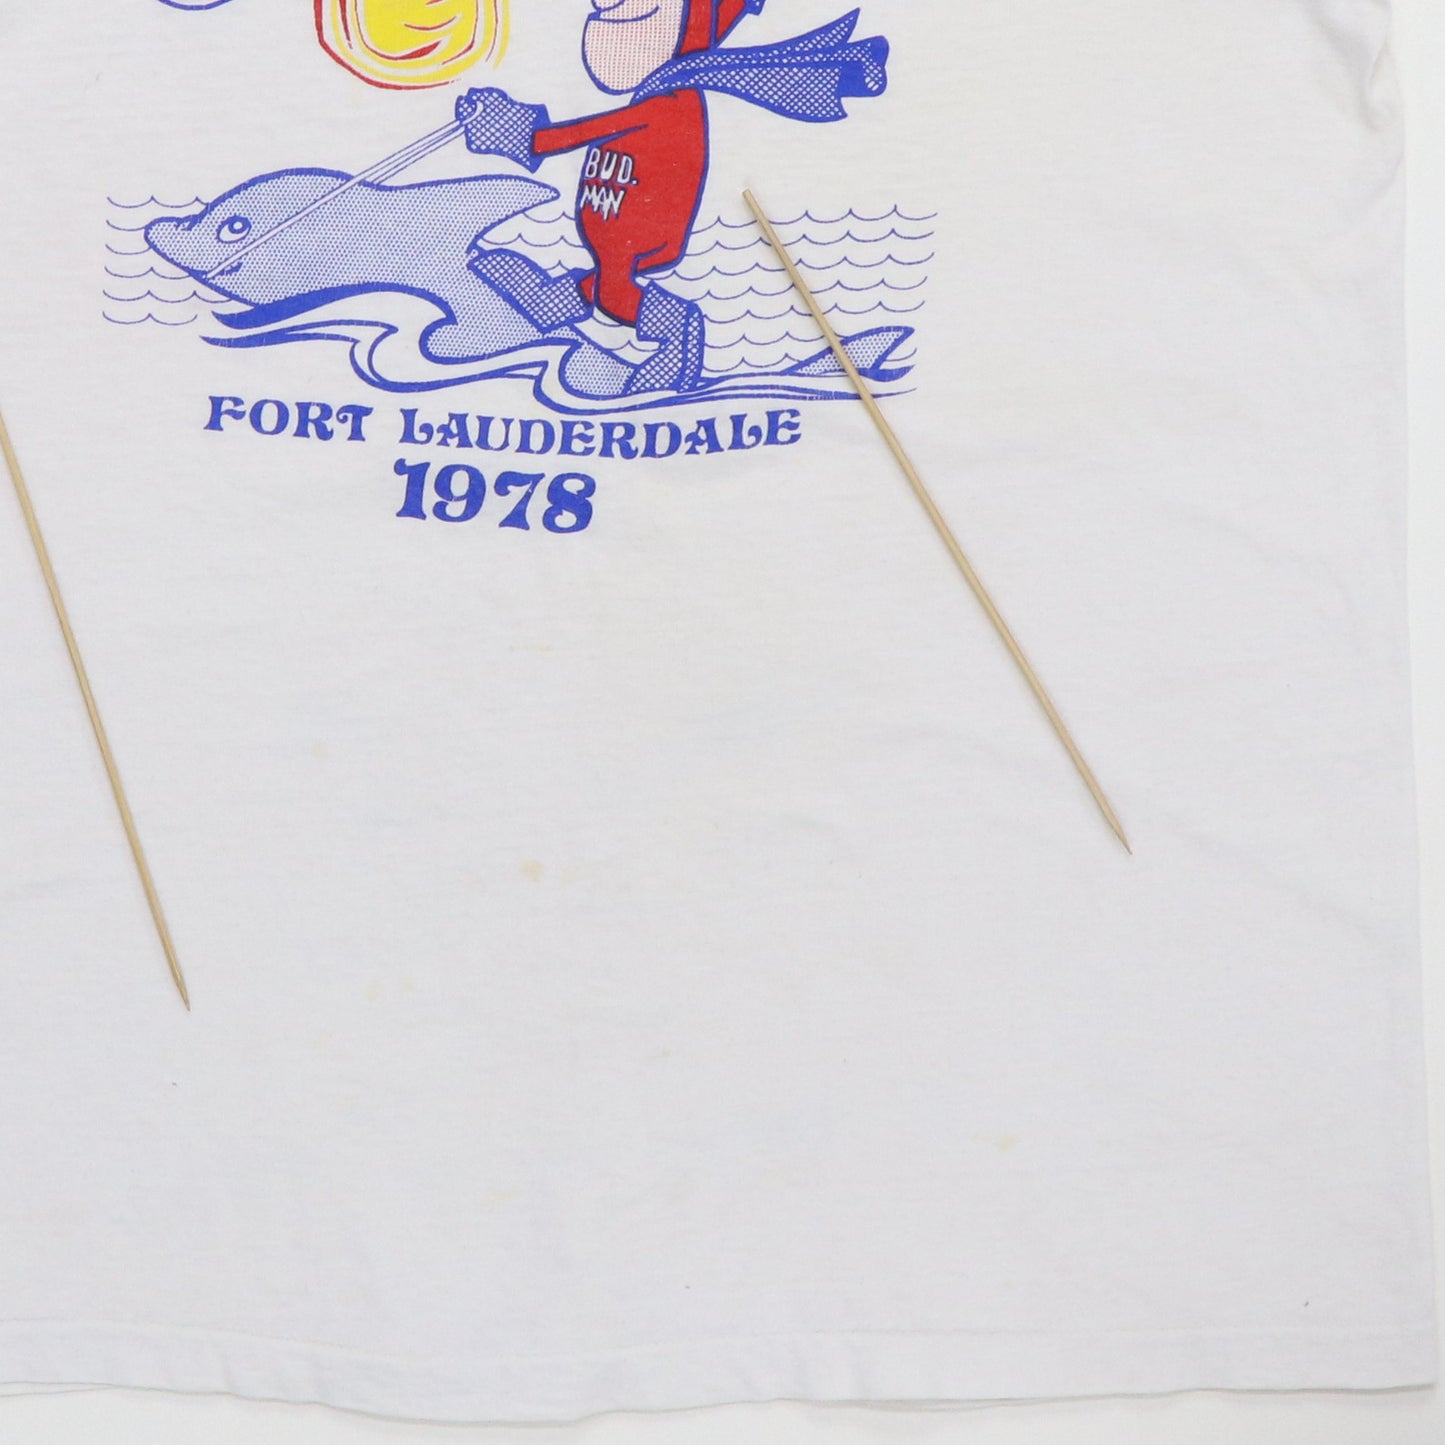 BUD.
MAN
FORT LAUDERDALE
1978